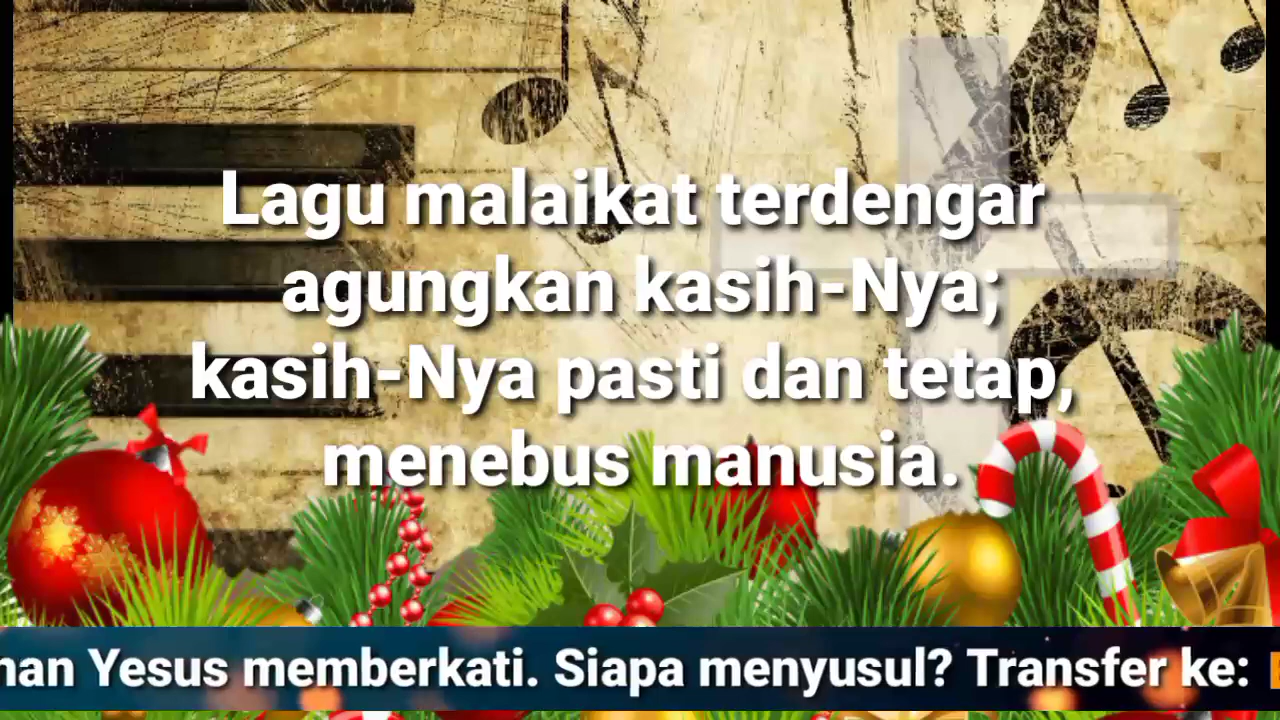 Lagu malaikat terdengar
agungkan kasih-Nya;
kasih-Nya pasti dan tetap,
menebus manusia.
Yesus memberkati. Siapa menyusul? Transfer ke: